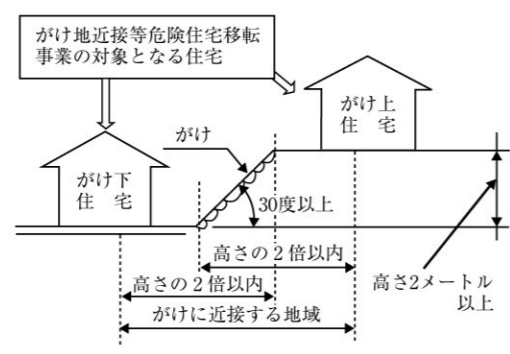 がけ地近接等危険住宅移転
事業の対象となる住宅
がけ上
住　宅
がけ
がけ下
住　宅
30度以上
高さの２倍以内
高さの２倍以内
高さ2メートル
以上
がけに近接する地域